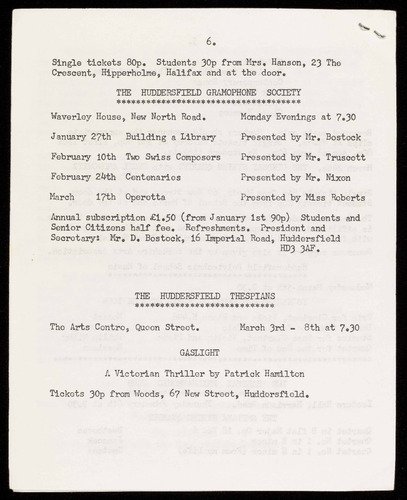 6.
Single tickets 80p. Students 30p from Mrs. Hanson, 23 The
Crescent, Hipperholme, Halifax and at the door.
THE HUDDERSFIELD GRAMOPHONE SOCIETY
************************************
Waverley House, New North Road. Monday Evenings at 7.30
January 27th Building a Library Presented by Mr. Bostock
February 10th Two Swiss Composers Presented by Mr. Truscott
February 24th Centenaries Presented by Mr. Nixon
March 17th Operetta Presented by Miss Roberts
Annual subscription £1.50 (from January 1st 90p) Students and
Senior Citizens half fee. Refreshments. President and
Secretary: Mr. D. Bostock, 16 Imperial Road, Huddersfield
HD3 3AF.
THE HUDDERSFIELD THESPIANS
***************************
The Arts Centre, Queen Street. March 3rd - 8th at 7.30
GASLIGHT
A Victorian Thriller by Patrick Hamilton
Tickets 30p from Woods, 67 New Street, Huddersfield.